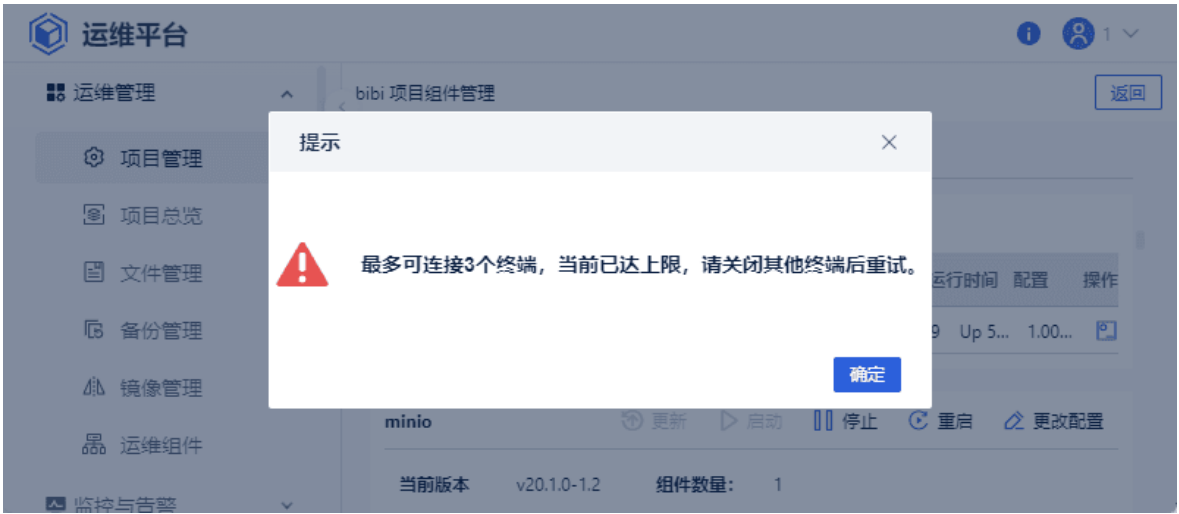 运维平台
1
运维管理
bibi 项目组件管理
返回
提示
项目管理
项目总览
最多可连接3个终端，当前已达上限，请关闭其他终端后重试。
文件管理
运行时间 配置 操作
备份管理
9 Up 5... 1.00...
确定
镜像管理
minio 更新 启动 停止 重启 更改配置
运维组件
当前版本 v20.1.0-1.2 组件数量： 1
监控与告警